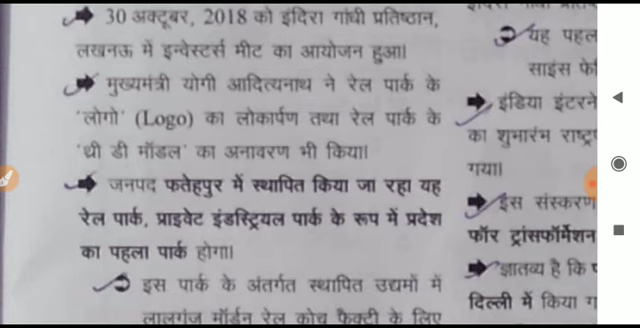 30 अक्टूबर, 2018 को इंदिरा गांधी प्रतिष्ठान,
लखनऊ में इन्वेस्टर्स मीट का आयोजन हुआ।
मुख्यमंत्री योगी आदित्यनाथ ने रेल पार्क के
'लोगो' (Logo) का लोकार्पण तथा रेल पार्क के
'थ्री डी मॉडल' का अनावरण भी किया।
जनपद फतेहपुर में स्थापित किया जा रहा यह
रेल पार्क, प्राइवेट इंडस्ट्रियल पार्क के रूप में प्रदेश
का पहला पार्क होगा।
इस पार्क के अंतर्गत स्थापित उद्यमों में
लालगंज मॉर्डन रेल कोच फैक्ट्री के लिए
यह पहल
साइंस फे
इंडिया इंटरने
का शुभारंभ राष्ट्र
गया।
इस संस्करण
फॉर ट्रांसफॉर्मेशन
ज्ञातव्य है कि
दिल्ली में किया ग